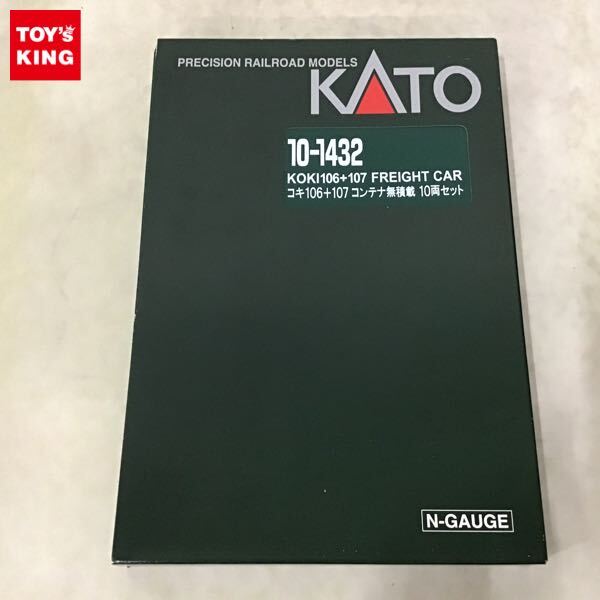 TOY's
KING
PRECISION RAILROAD MODELS
KATO
10-1432
KOKI106+107 FREIGHT CAR
コキ106+107 コンテナ無積載 10両セット
N-GAUGE